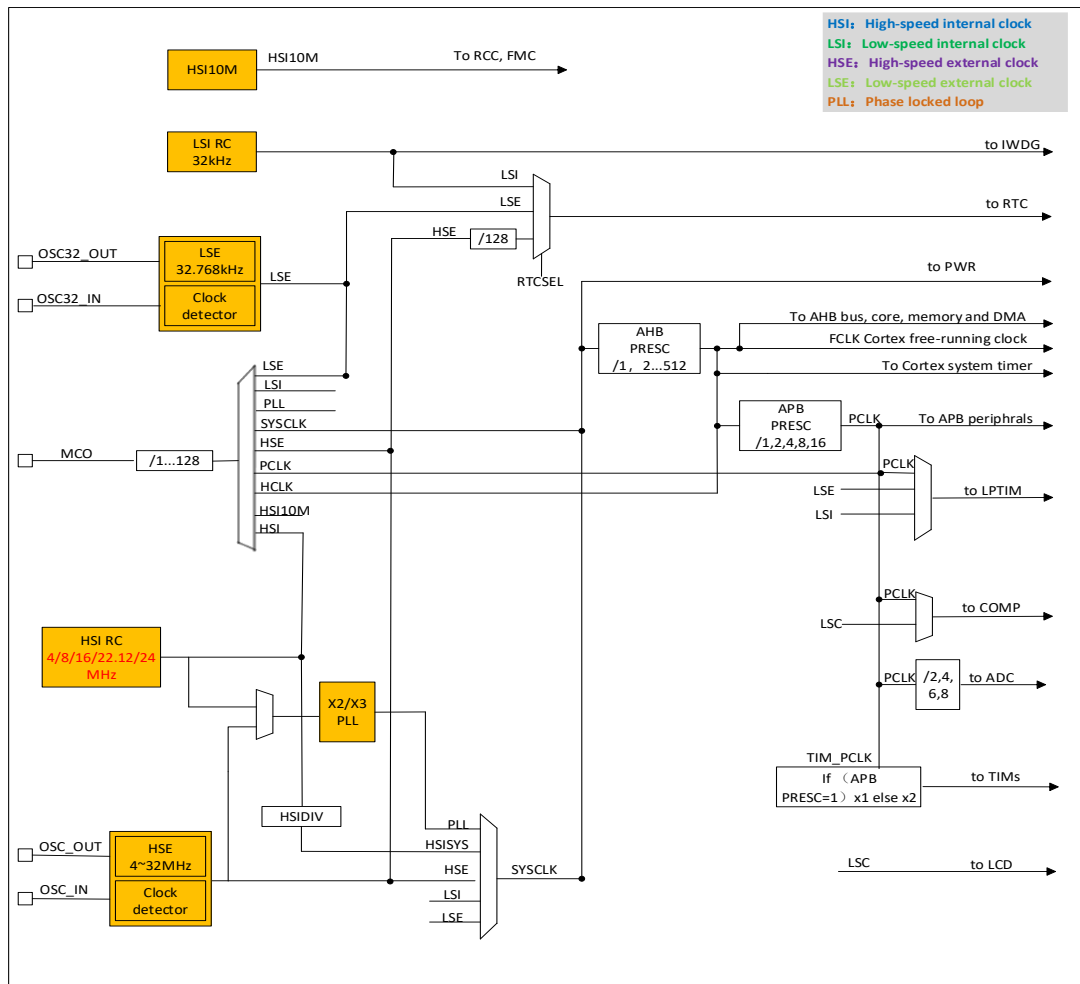 HSI：High-speed internal clock
LSI：Low-speed internal clock
HSE：High-speed external clock
LSE：Low-speed external clock
PLL：Phase locked loop
HSI10M
HSI10M
To RCC, FMC
LSI RC
32kHz
to IWDG
LSI
LSE
HSE
/128
to RTC
RTCSEL
OSC32_OUT
OSC32_IN
LSE
32.768kHz
Clock
detector
LSE
to PWR
AHB
PRESC
/1，2...512
To AHB bus, core, memory and DMA
FCLK Cortex free-running clock
To Cortex system timer
APB
PRESC
/1,2,4,8,16
PCLK
To APB periphrals
MCO
/1...128
LSE
LSI
PLL
SYSCLK
HSE
PCLK
HCLK
HSI10M
HSI
PCLK
LSE
LSI
to LPTIM
PCLK
LSC
to COMP
PCLK
/2,4,
6,8
to ADC
TIM_PCLK
If （APB
PRESC=1）x1 else x2
to TIMs
LSC
to LCD
HSI RC
4/8/16/22.12/24
MHz
X2/X3
PLL
HSIDIV
OSC_OUT
OSC_IN
HSE
4~32MHz
Clock
detector
PLL
HSISYS
HSE
LSI
LSE
SYSCLK